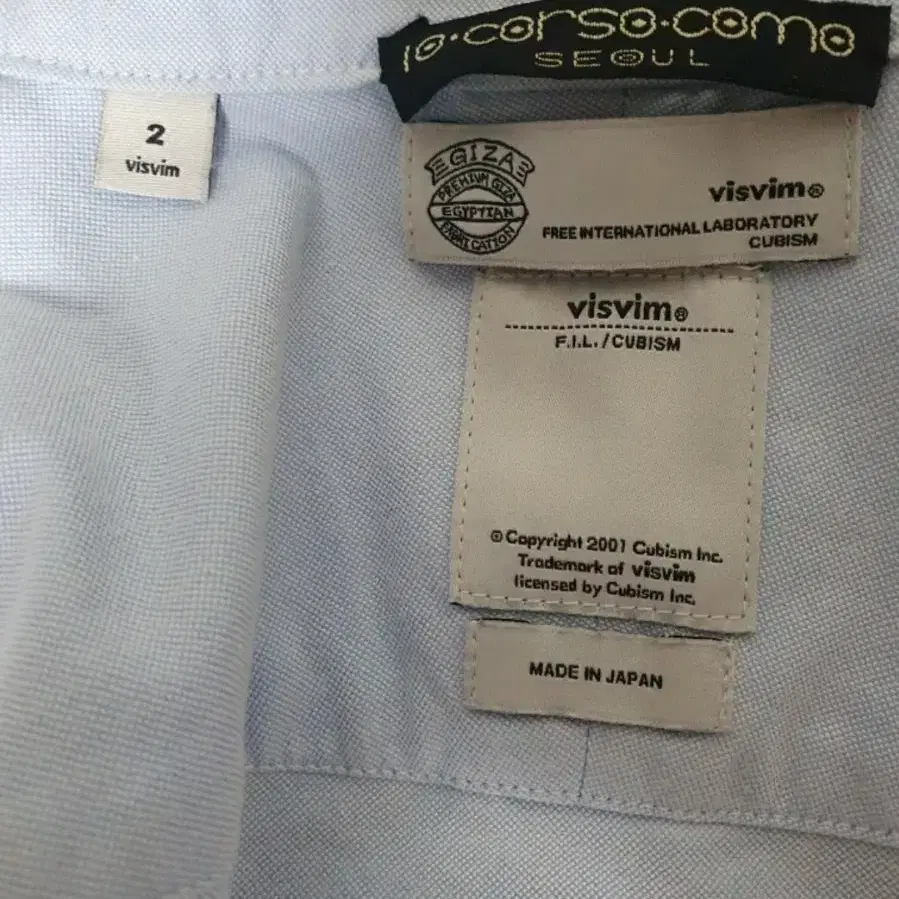 10·corso·como
SEOUL
2
visvim
GIZA
PREMIUM GIZA
EGYPTIAN
visvim®
FREE INTERNATIONAL LABORATORY
CUBISM
visvim®
F.I.L./CUBISM
© Copyright 2001 Cubism Inc.
Trademark of visvim
licensed by Cubism Inc.
MADE IN JAPAN